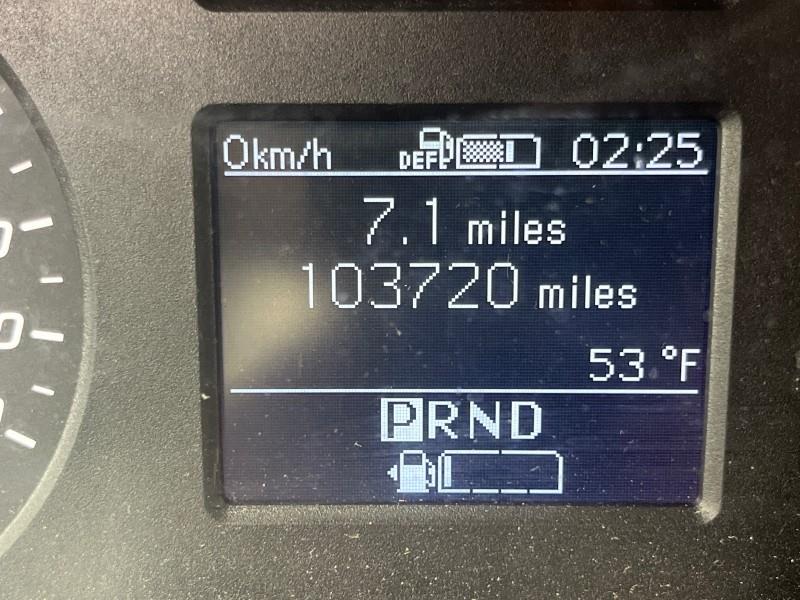 0km/h DEF 02:25
7.1 miles
103720 miles
53 °F
PRND